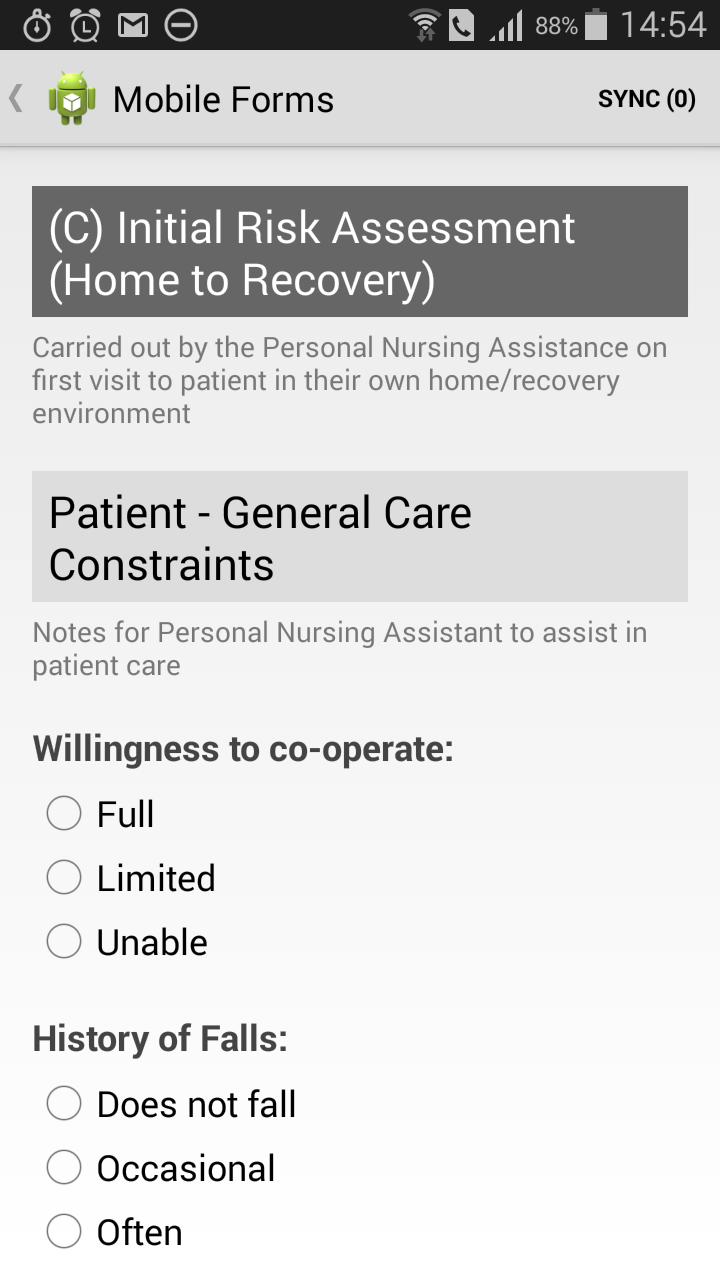 88% 14:54
Mobile Forms SYNC (0)
(C) Initial Risk Assessment
(Home to Recovery)
Carried out by the Personal Nursing Assistance on
first visit to patient in their own home/recovery
environment
Patient - General Care
Constraints
Notes for Personal Nursing Assistant to assist in
patient care
Willingness to co-operate:
Full
Limited
Unable
History of Falls:
Does not fall
Occasional
Often